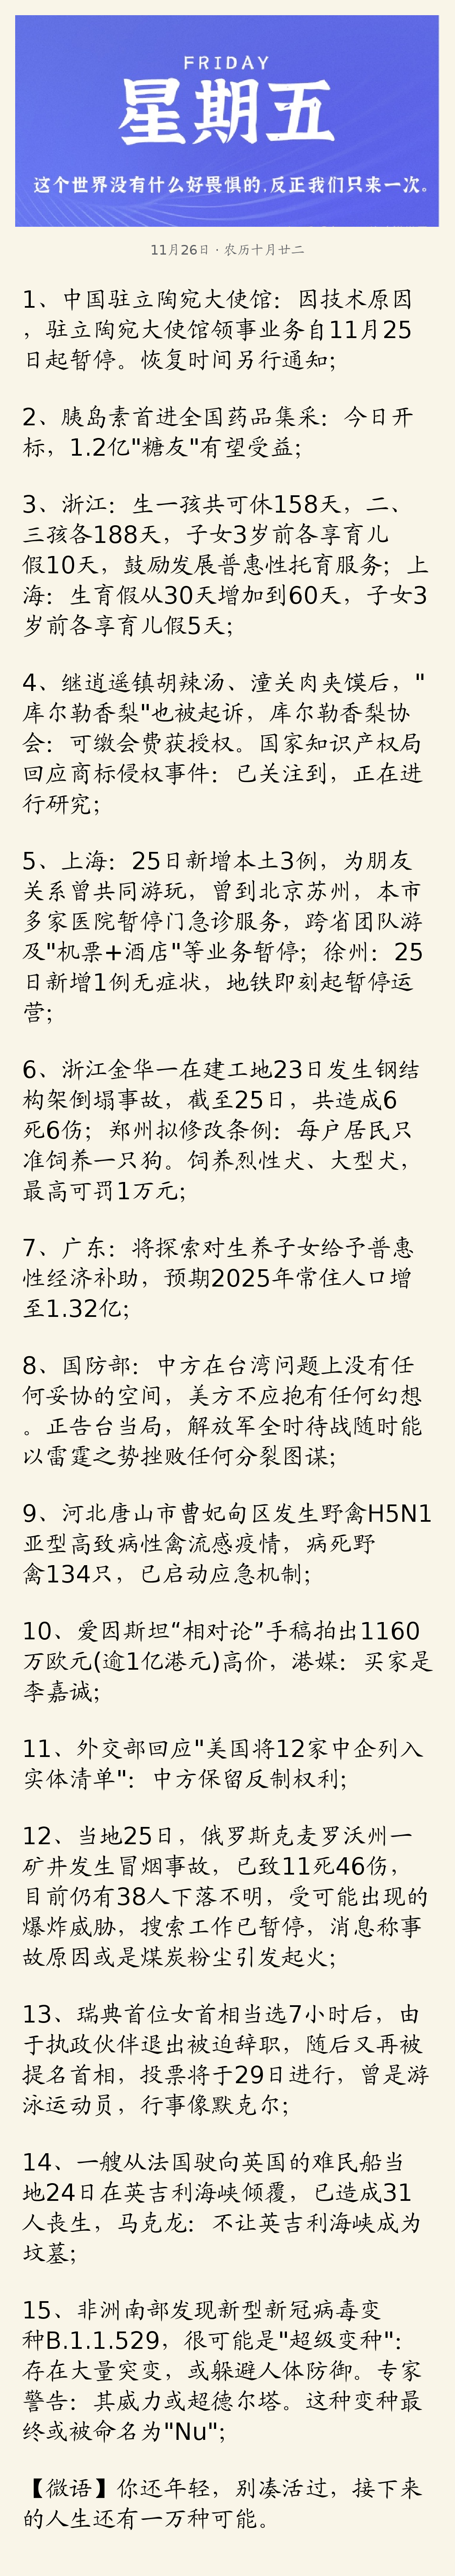 FRIDAY
星期五
这个世界没有什么好畏惧的,反正我们只来一次。
11月26日 · 农历十月廿二
1、中国驻立陶宛大使馆：因技术原因
，驻立陶宛大使馆领事业务自11月25
日起暂停。恢复时间另行通知；
2、胰岛素首进全国药品集采：今日开
标，1.2亿"糖友"有望受益；
3、浙江：生一孩共可休158天，二、
三孩各188天，子女3岁前各享育儿
假10天，鼓励发展普惠性托育服务；上
海：生育假从30天增加到60天，子女3
岁前各享育儿假5天；
4、继逍遥镇胡辣汤、潼关肉夹馍后，"
库尔勒香梨"也被起诉，库尔勒香梨协
会：可缴会费获授权。国家知识产权局
回应商标侵权事件：已关注到，正在进
行研究；
5、上海：25日新增本土3例，为朋友
关系曾共同游玩，曾到北京苏州，本市
多家医院暂停门急诊服务，跨省团队游
及"机票+酒店"等业务暂停；徐州：25
日新增1例无症状，地铁即刻起暂停运
营；
6、浙江金华一在建工地23日发生钢结
构架倒塌事故，截至25日，共造成6
死6伤；郑州拟修改条例：每户居民只
准饲养一只狗。饲养烈性犬、大型犬，
最高可罚1万元；
7、广东：将探索对生养子女给予普惠
性经济补助，预期2025年常住人口增
至1.32亿；
8、国防部：中方在台湾问题上没有任
何妥协的空间，美方不应抱有任何幻想
。正告台当局，解放军全时待战随时能
以雷霆之势挫败任何分裂图谋；
9、河北唐山市曹妃甸区发生野禽H5N1
亚型高致病性禽流感疫情，病死野
禽134只，已启动应急机制；
10、爱因斯坦“相对论”手稿拍出1160
万欧元(逾1亿港元)高价，港媒：买家是
李嘉诚；
11、外交部回应"美国将12家中企列入
实体清单"：中方保留反制权利；
12、当地25日，俄罗斯克麦罗沃州一
矿井发生冒烟事故，已致11死46伤，
目前仍有38人下落不明，受可能出现的
爆炸威胁，搜索工作已暂停，消息称事
故原因或是煤炭粉尘引发起火；
13、瑞典首位女首相当选7小时后，由
于执政伙伴退出被迫辞职，随后又再被
提名首相，投票将于29日进行，曾是游
泳运动员，行事像默克尔；
14、一艘从法国驶向英国的难民船当
地24日在英吉利海峡倾覆，已造成31
人丧生，马克龙：不让英吉利海峡成为
坟墓；
15、非洲南部发现新型新冠病毒变
种B.1.1.529，很可能是"超级变种"：
存在大量突变，或躲避人体防御。专家
警告：其威力或超德尔塔。这种变种最
终或被命名为"Nu"；
【微语】你还年轻，别凑活过，接下来
的人生还有一万种可能。